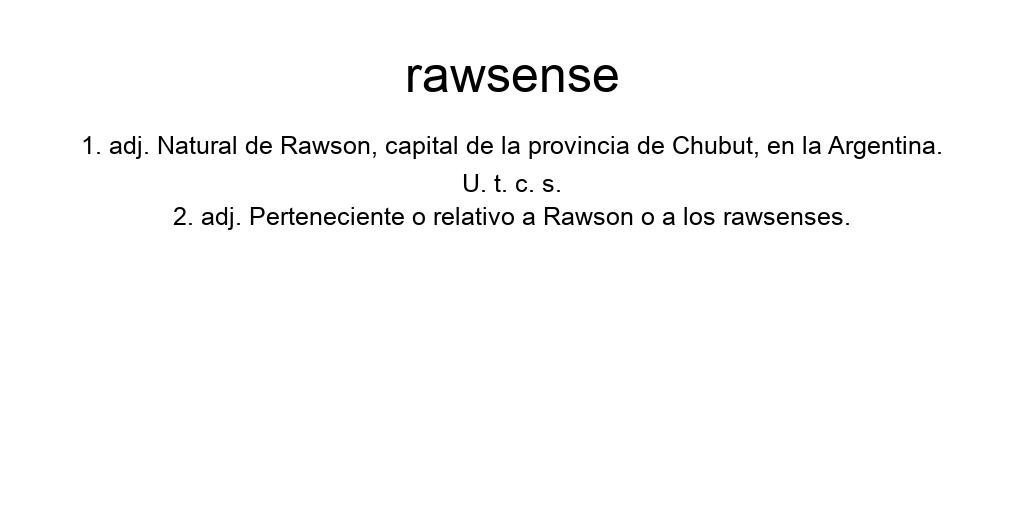 rawsense
1. adj. Natural de Rawson, capital de la provincia de Chubut, en la Argentina.
U. t. c. s.
2. adj. Perteneciente o relativo a Rawson o a los rawsenses.